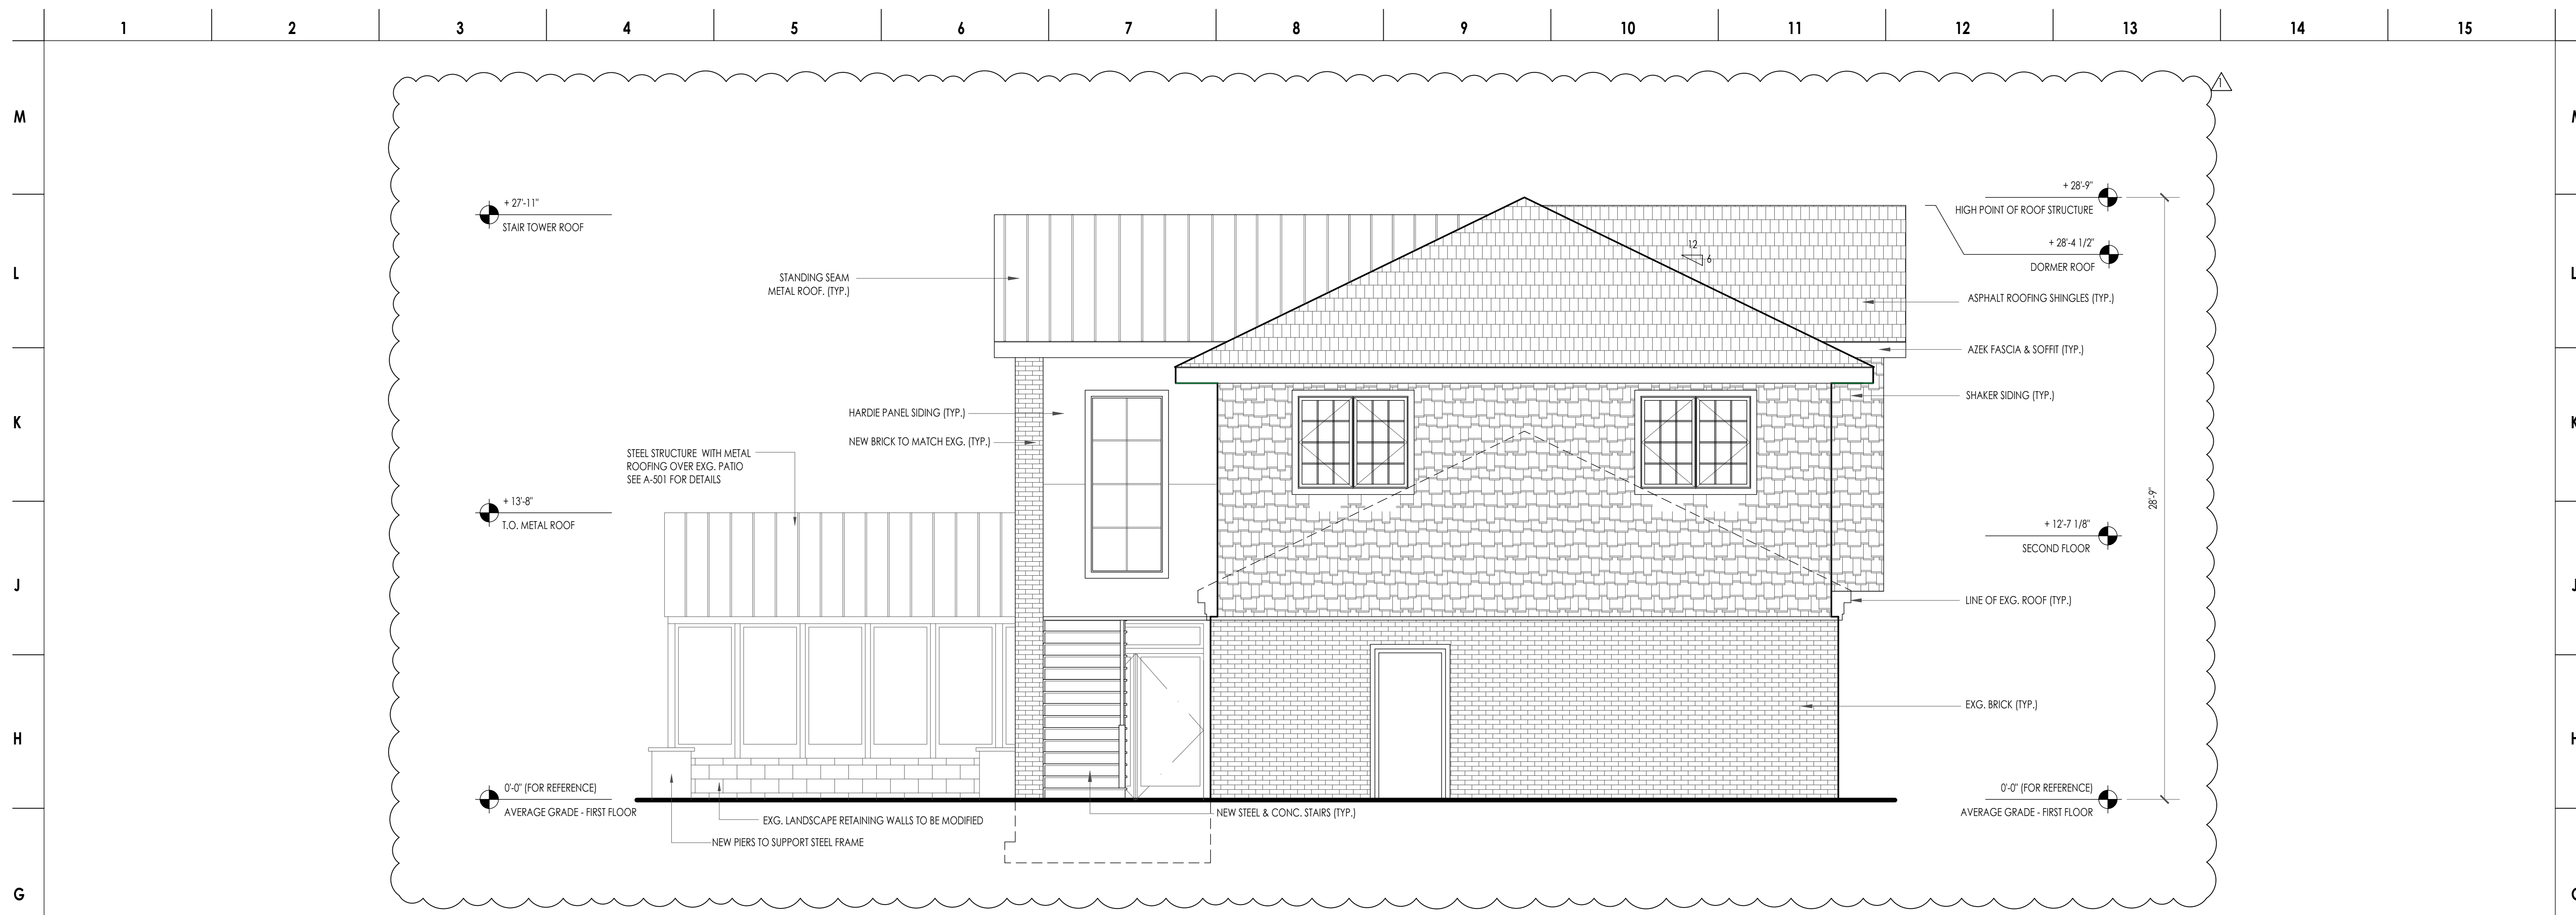 1 2 3 4 5 6 7 8 9 10 11 12 13 14 15
M
L
K
J
H
G
1
+ 27'-11"
STAIR TOWER ROOF
STANDING SEAM
METAL ROOF. (TYP.)
HARDIE PANEL SIDING (TYP.)
NEW BRICK TO MATCH EXG. (TYP.)
STEEL STRUCTURE WITH METAL
ROOFING OVER EXG. PATIO
SEE A-501 FOR DETAILS
+ 13'-8"
T.O. METAL ROOF
0'-0" (FOR REFERENCE)
AVERAGE GRADE - FIRST FLOOR
EXG. LANDSCAPE RETAINING WALLS TO BE MODIFIED
NEW PIERS TO SUPPORT STEEL FRAME
NEW STEEL & CONC. STAIRS (TYP.)
12
6
+ 28'-9"
HIGH POINT OF ROOF STRUCTURE
+ 28'-4 1/2"
DORMER ROOF
ASPHALT ROOFING SHINGLES (TYP.)
AZEK FASCIA & SOFFIT (TYP.)
SHAKER SIDING (TYP.)
28'-9"
+ 12'-7 1/8"
SECOND FLOOR
LINE OF EXG. ROOF (TYP.)
EXG. BRICK (TYP.)
0'-0" (FOR REFERENCE)
AVERAGE GRADE - FIRST FLOOR